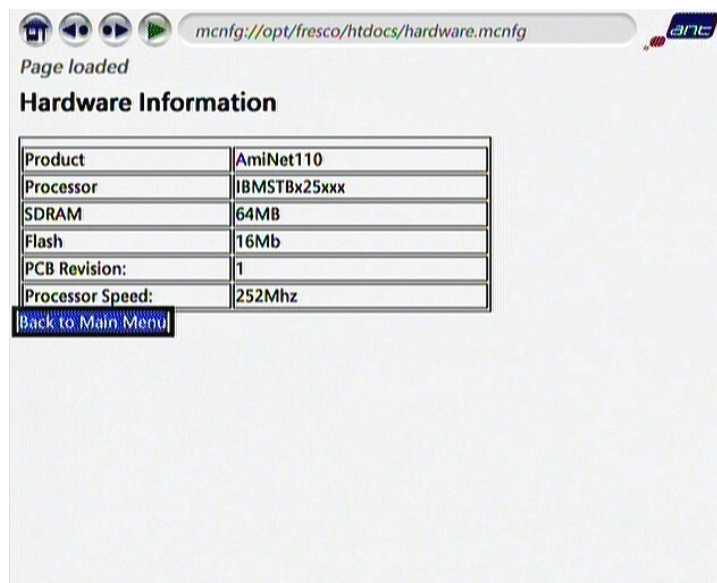 mcnfg://opt/fresco/htdocs/hardware.mcnfg
ant
Page loaded
Hardware Information
Product AmiNet110
Processor IBMSTBx25xxx
SDRAM 64MB
Flash 16Mb
PCB Revision: 1
Processor Speed: 252Mhz
Back to Main Menu